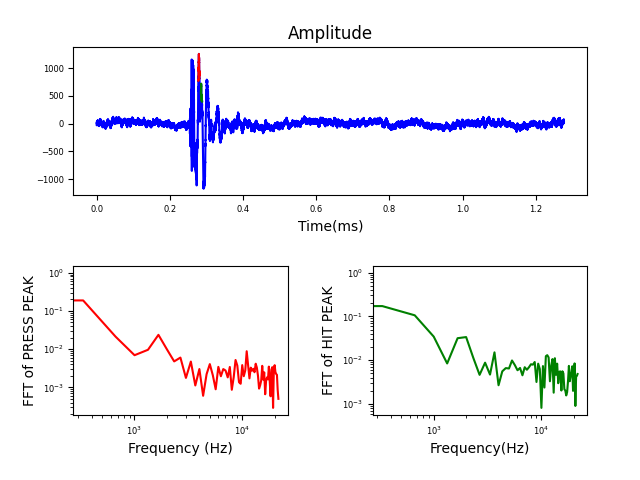 Amplitude
1000
500
0
−500
−1000
0.0 0.2 0.4 0.6 0.8 1.0 1.2
Time(ms)
FFT of PRESS PEAK
10⁰
10⁻¹
10⁻²
10⁻³
10³ 10⁴
Frequency (Hz)
FFT of HIT PEAK
10⁰
10⁻¹
10⁻²
10⁻³
10³ 10⁴
Frequency(Hz)